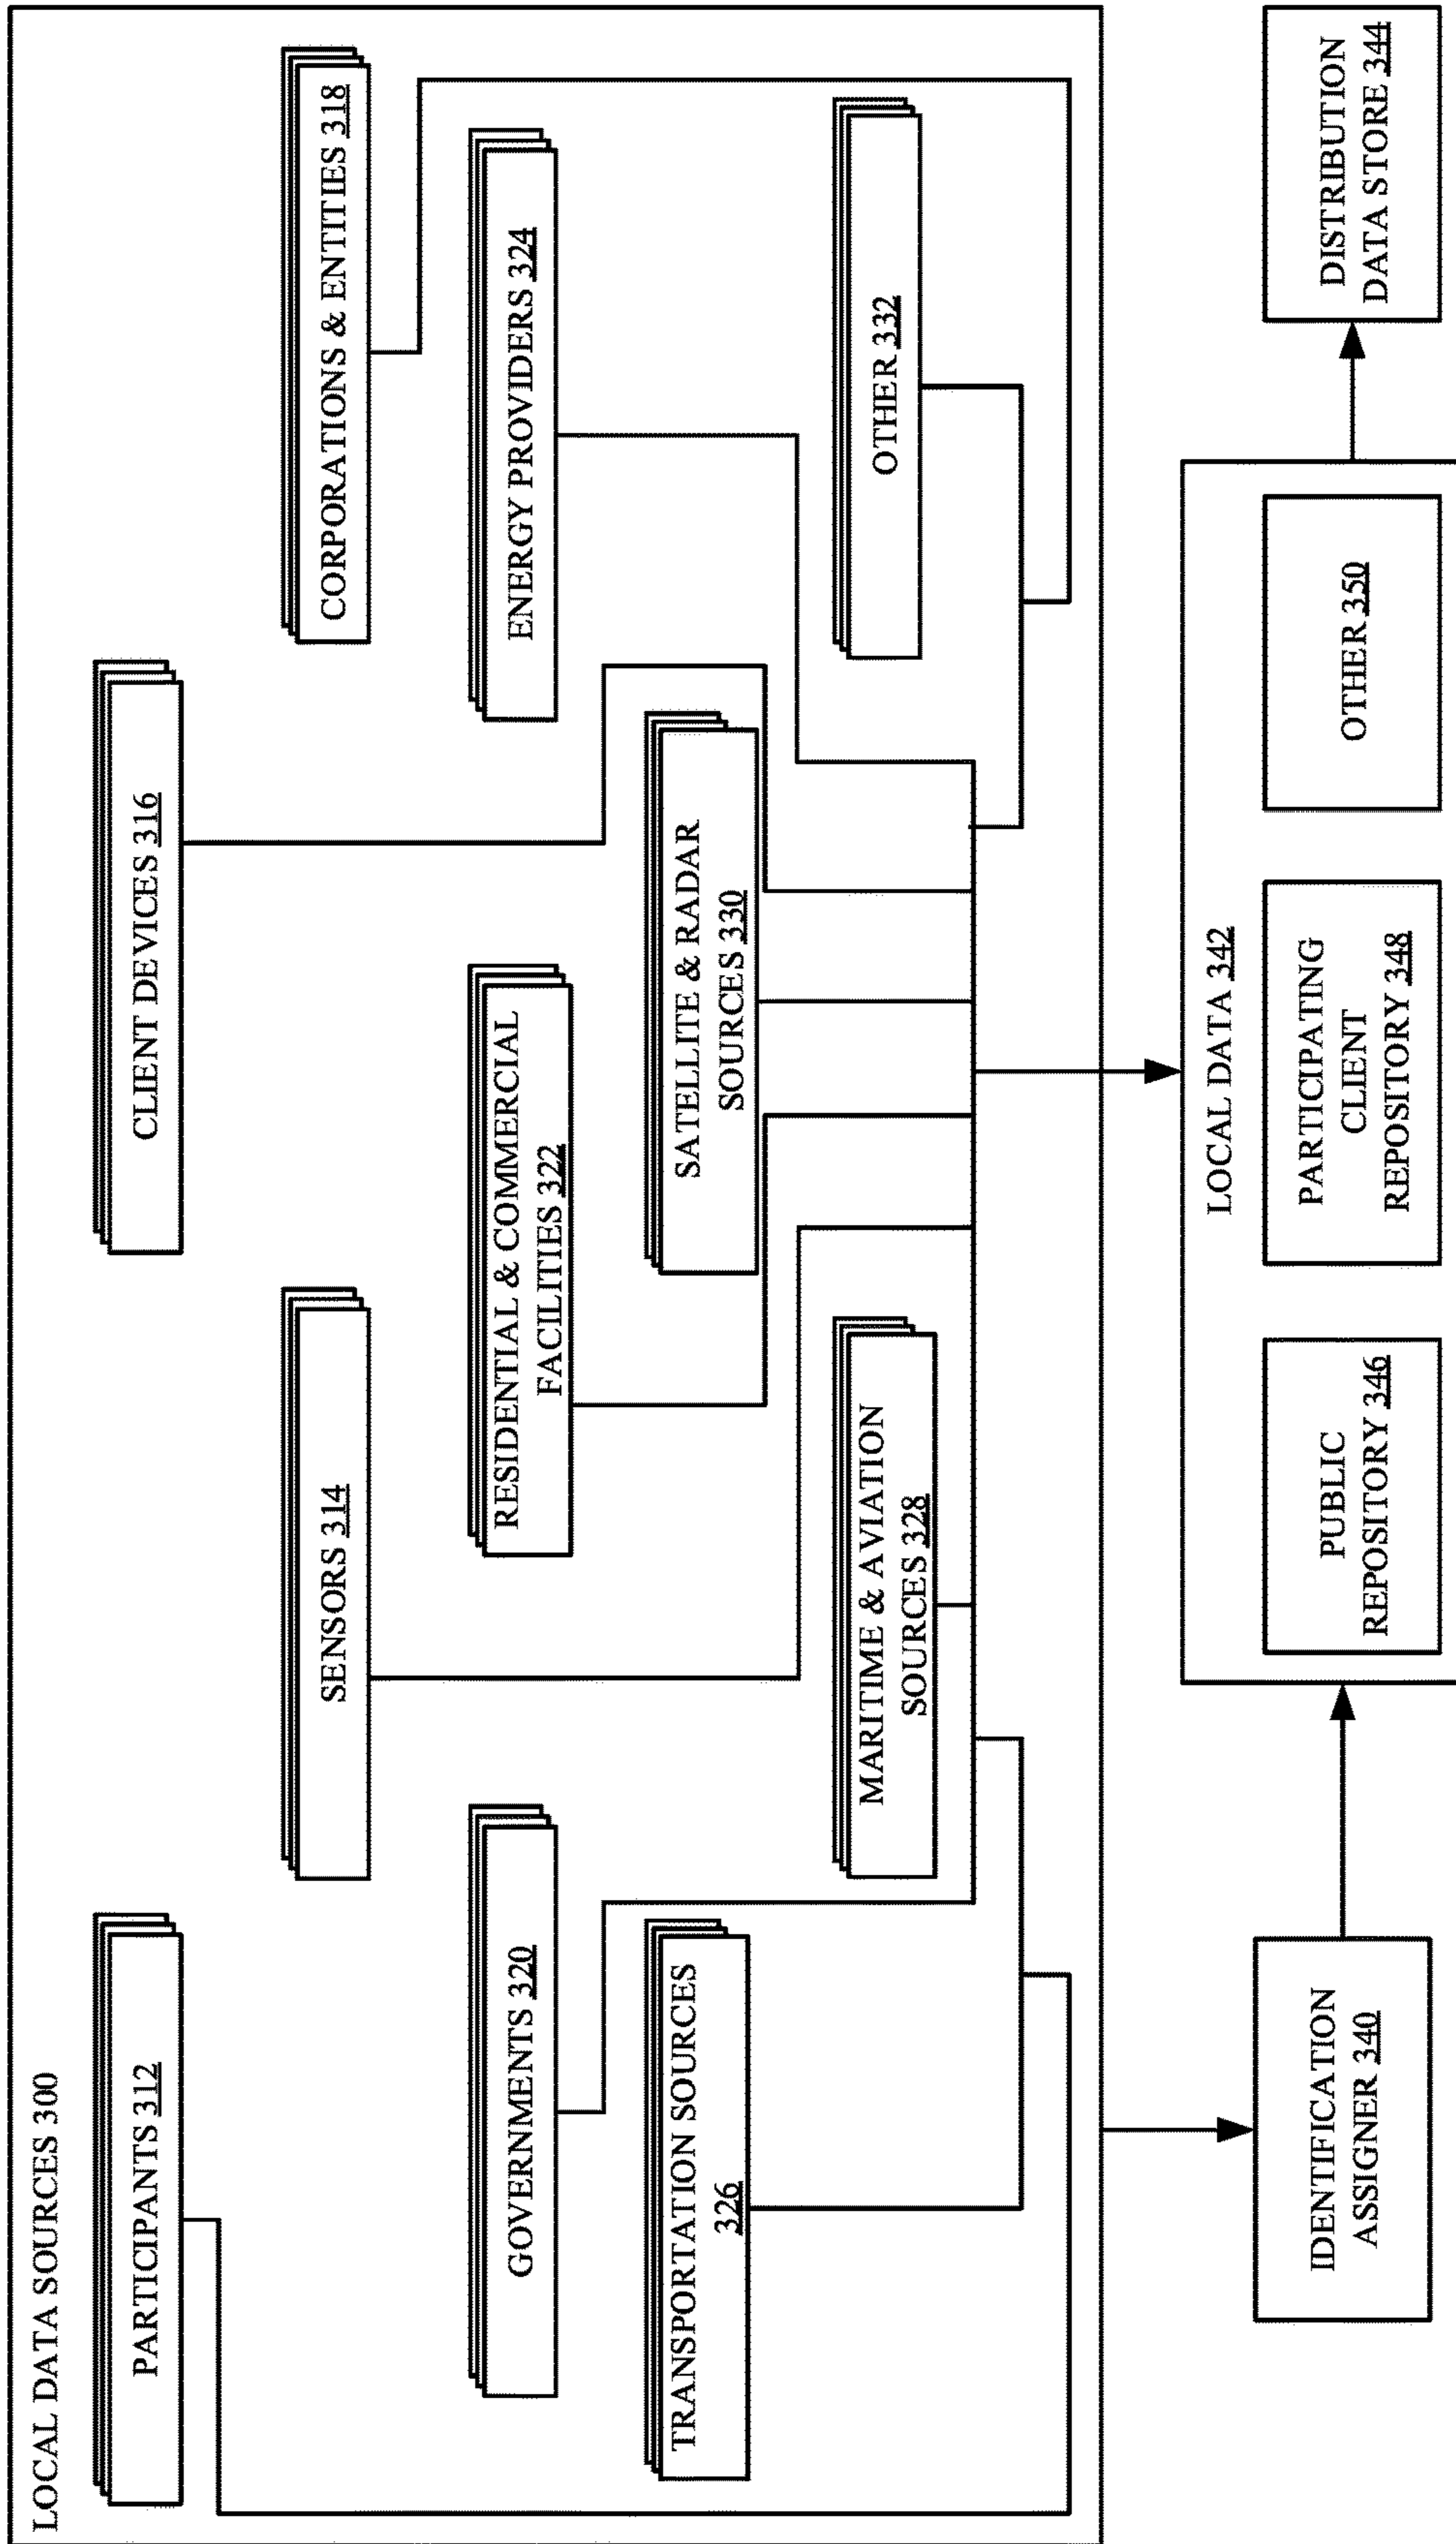 LOCAL DATA SOURCES 300
PARTICIPANTS 312
CLIENT DEVICES 316
SENSORS 314
CORPORATIONS & ENTITIES 318
GOVERNMENTS 320
RESIDENTIAL & COMMERCIAL
FACILITIES 322
ENERGY PROVIDERS 324
TRANSPORTATION SOURCES
326
SATELLITE & RADAR
SOURCES 330
MARITIME & AVIATION
SOURCES 328
OTHER 332
IDENTIFICATION
ASSIGNER 340
LOCAL DATA 342
PUBLIC
REPOSITORY 346
PARTICIPATING
CLIENT
REPOSITORY 348
OTHER 350
DISTRIBUTION
DATA STORE 344